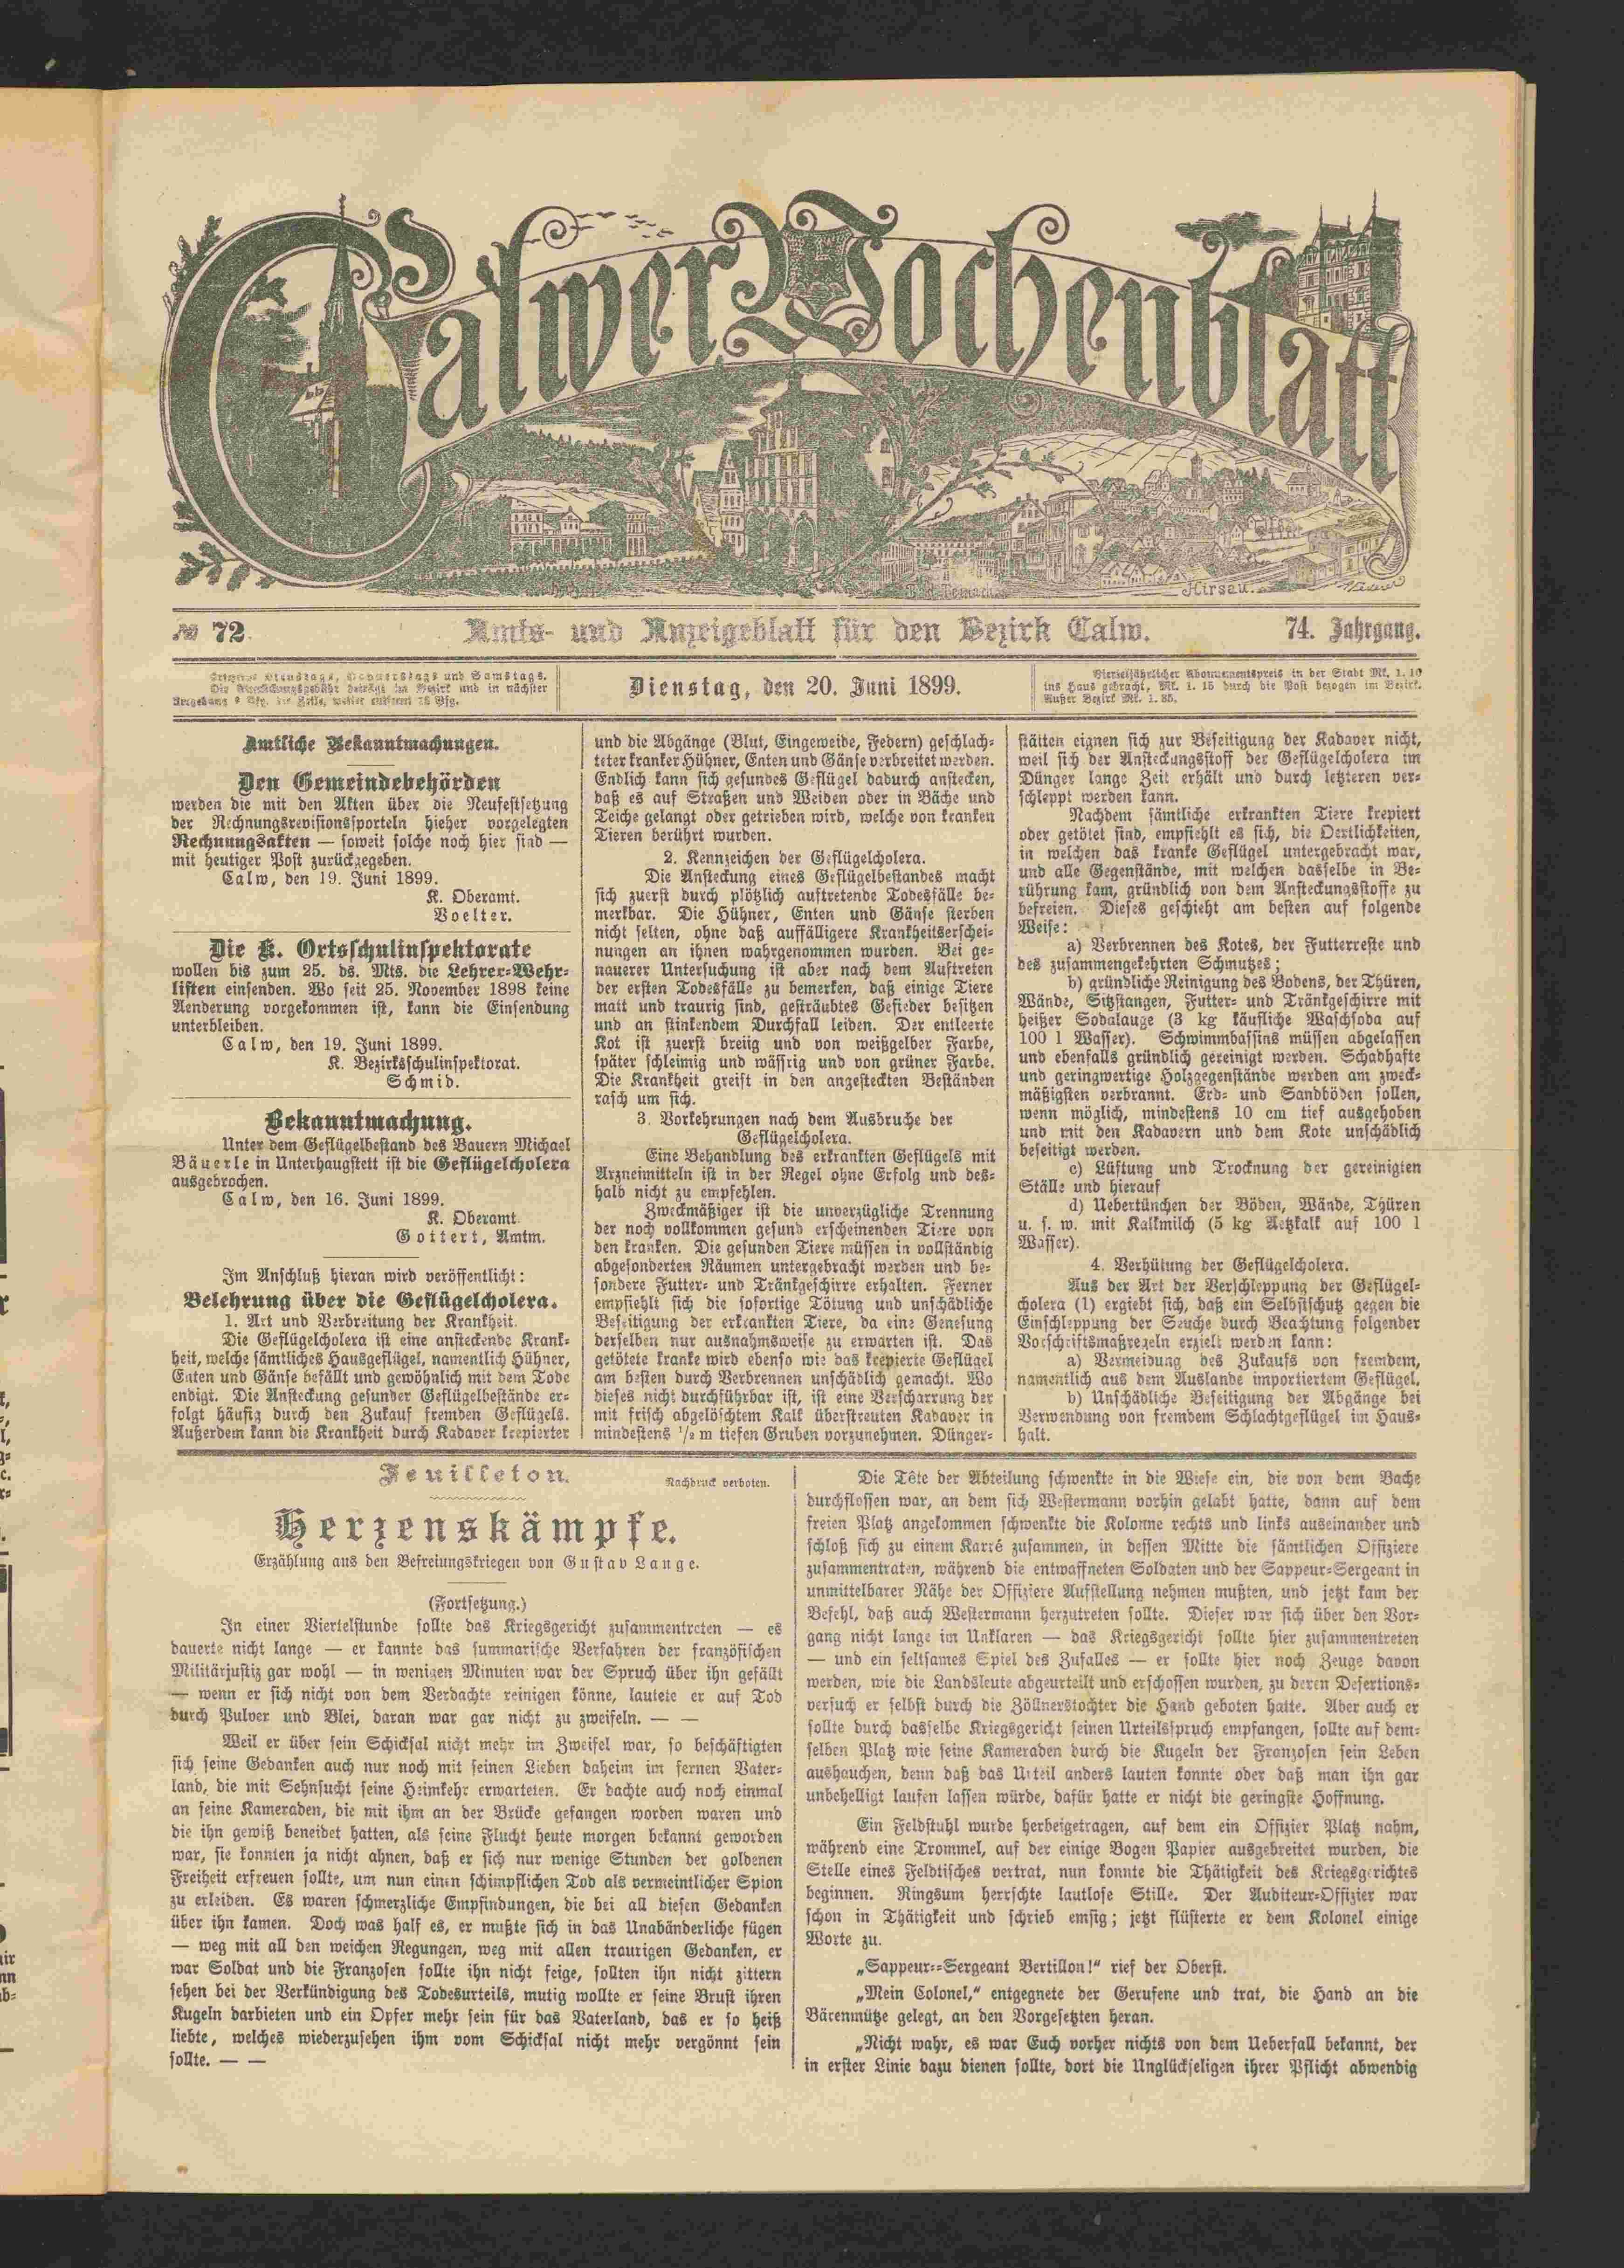 Calwer Wochenblatt
Hirsau.
№ 72.
Amts- und Anzeigeblatt für den Bezirk Calw.
74. Jahrgang.
Erscheint Dienstags, Donnerstags und Samstags.
Die Einrückungsgebühr beträgt im Bezirk und in nächster
Umgebung 9 Pfg. die Zeile, weiter entfernt 12 Pfg.
Dienstag, den 20. Juni 1899.
Vierteljährlicher Abonnementspreis in der Stadt Mk. 1. 10
ins Haus gebracht, Mk. 1. 15 durch die Post bezogen im Bezirk.
Außer Bezirk Mk. 1. 35.
Amtliche Bekanntmachungen.
Den Gemeindebehörden
werden die mit den Akten über die Neufestsetzung
der Rechnungsrevisionssporteln hieher vorgelegten
Rechnungsakten — soweit solche noch hier sind —
mit heutiger Post zurückgegeben.
Calw, den 19. Juni 1899.
K. Oberamt.
Voelter.
Die K. Ortsschulinspektorate
wollen bis zum 25. ds. Mts. die Lehrer-Wehr-
listen einsenden. Wo seit 25. November 1898 keine
Aenderung vorgekommen ist, kann die Einsendung
unterbleiben.
Calw, den 19. Juni 1899.
K. Bezirksschulinspektorat.
Schmid.
Bekanntmachung.
Unter dem Geflügelbestand des Bauern Michael
Bäuerle in Unterhaugstett ist die Geflügelcholera
ausgebrochen.
Calw, den 16. Juni 1899.
K. Oberamt.
Gottert, Amtm.
Im Anschluß hieran wird veröffentlicht:
Belehrung über die Geflügelcholera.
1. Art und Verbreitung der Krankheit.
Die Geflügelcholera ist eine ansteckende Krank-
heit, welche sämtliches Hausgeflügel, namentlich Hühner,
Enten und Gänse befällt und gewöhnlich mit dem Tode
endigt. Die Ansteckung gesunder Geflügelbestände er-
folgt häufig durch den Zukauf fremden Geflügels.
Außerdem kann die Krankheit durch Kadaver krepierter
und die Abgänge (Blut, Eingeweide, Federn) geschlach-
teter kranker Hühner, Enten und Gänse verbreitet werden.
Endlich kann sich gesundes Geflügel dadurch anstecken,
daß es auf Straßen und Weiden oder in Bäche und
Teiche gelangt oder getrieben wird, welche von kranken
Tieren berührt wurden.
2. Kennzeichen der Geflügelcholera.
Die Ansteckung eines Geflügelbestandes macht
sich zuerst durch plötzlich auftretende Todesfälle be-
merkbar. Die Hühner, Enten und Gänse sterben
nicht selten, ohne daß auffälligere Krankheitserschei-
nungen an ihnen wahrgenommen wurden. Bei ge-
nauerer Untersuchung ist aber nach dem Auftreten
der ersten Todesfälle zu bemerken, daß einige Tiere
matt und traurig sind, gesträubtes Gefieder besitzen
und an stinkendem Durchfall leiden. Der entleerte
Kot ist zuerst breiig und von weißgelber Farbe,
später schleimig und wässrig und von grüner Farbe.
Die Krankheit greift in den angesteckten Beständen
rasch um sich.
3. Vorkehrungen nach dem Ausbruche der
Geflügelcholera.
Eine Behandlung des erkrankten Geflügels mit
Arzneimitteln ist in der Regel ohne Erfolg und des-
halb nicht zu empfehlen.
Zweckmäßiger ist die unverzügliche Trennung
der noch vollkommen gesund erscheinenden Tiere von
den kranken. Die gesunden Tiere müssen in vollständig
abgesonderten Räumen untergebracht werden und be-
sondere Futter- und Tränkgeschirre erhalten. Ferner
empfiehlt sich die sofortige Tötung und unschädliche
Beseitigung der erkrankten Tiere, da eine Genesung
derselben nur ausnahmsweise zu erwarten ist. Das
getötete kranke wird ebenso wie das krepierte Geflügel
am besten durch Verbrennen unschädlich gemacht. Wo
dieses nicht durchführbar ist, ist eine Verscharrung der
mit frisch abgelöschtem Kalk überstreuten Kadaver in
mindestens ½ m tiefen Gruben vorzunehmen. Dünger-
stätten eignen sich zur Beseitigung der Kadaver nicht,
weil sich der Ansteckungsstoff der Geflügelcholera im
Dünger lange Zeit erhält und durch letzteren ver-
schleppt werden kann.
Nachdem sämtliche erkrankten Tiere krepiert
oder getötet sind, empfiehlt es sich, die Oertlichkeiten,
in welchen das kranke Geflügel untergebracht war,
und alle Gegenstände, mit welchen dasselbe in Be-
rührung kam, gründlich von dem Ansteckungsstoffe zu
befreien. Dieses geschieht am besten auf folgende
Weise:
a) Verbrennen des Kotes, der Futterreste und
des zusammengekehrten Schmutzes;
b) gründliche Reinigung des Bodens, der Thüren,
Wände, Sitzstangen, Futter- und Tränkgeschirre mit
heißer Sodalauge (3 kg käufliche Waschsoda auf
100 l Wasser). Schwimmbassins müssen abgelassen
und ebenfalls gründlich gereinigt werden. Schadhafte
und geringwertige Holzgegenstände werden am zweck-
mäßigsten verbrannt. Erd- und Sandböden sollen,
wenn möglich, mindestens 10 cm tief ausgehoben
und mit den Kadavern und dem Kote unschädlich
beseitigt werden.
c) Lüftung und Trocknung der gereinigten
Ställe und hierauf
d) Uebertünchen der Böden, Wände, Thüren
u. s. w. mit Kalkmilch (5 kg Aetzkalk auf 100 l
Wasser).
4. Verhütung der Geflügelcholera.
Aus der Art der Verschleppung der Geflügel-
cholera (1) ergiebt sich, daß ein Selbstschutz gegen die
Einschleppung der Seuche durch Beachtung folgender
Vorschriftsmaßregeln erzielt werden kann:
a) Vermeidung des Zukaufs von fremdem,
namentlich aus dem Auslande importiertem Geflügel,
b) Unschädliche Beseitigung der Abgänge bei
Verwendung von fremdem Schlachtgeflügel im Haus-
halt.
Feuilleton.
Nachdruck verboten.
Herzenskämpfe.
Erzählung aus den Befreiungskriegen von Gustav Lange.
(Fortsetzung.)
In einer Viertelstunde sollte das Kriegsgericht zusammentreten — es
dauerte nicht lange — er kannte das summarische Verfahren der französischen
Militärjustiz gar wohl — in wenigen Minuten war der Spruch über ihn gefällt
— wenn er sich nicht von dem Verdachte reinigen könne, lautete er auf Tod
durch Pulver und Blei, daran war gar nicht zu zweifeln. — —
Weil er über sein Schicksal nicht mehr im Zweifel war, so beschäftigten
sich seine Gedanken auch nur noch mit seinen Lieben daheim im fernen Vater-
land, die mit Sehnsucht seine Heimkehr erwarteten. Er dachte auch noch einmal
an seine Kameraden, die mit ihm an der Brücke gefangen worden waren und
die ihn gewiß beneidet hatten, als seine Flucht heute morgen bekannt geworden
war, sie konnten ja nicht ahnen, daß er sich nur wenige Stunden der goldenen
Freiheit erfreuen sollte, um nun einen schimpflichen Tod als vermeintlicher Spion
zu erleiden. Es waren schmerzliche Empfindungen, die bei all diesen Gedanken
über ihn kamen. Doch was half es, er mußte sich in das Unabänderliche fügen
— weg mit all den weichen Regungen, weg mit allen traurigen Gedanken, er
war Soldat und die Franzosen sollte ihn nicht feige, sollten ihn nicht zittern
sehen bei der Verkündigung des Todesurteils, mutig wollte er seine Brust ihren
Kugeln darbieten und ein Opfer mehr sein für das Vaterland, das er so heiß
liebte, welches wiederzusehen ihm vom Schicksal nicht mehr vergönnt sein
sollte. — —
Die Tête der Abteilung schwenkte in die Wiese ein, die von dem Bache
durchflossen war, an dem sich Westermann vorhin gelabt hatte, dann auf dem
freien Platz angekommen schwenkte die Kolonne rechts und links auseinander und
schloß sich zu einem Karré zusammen, in dessen Mitte die sämtlichen Offiziere
zusammentraten, während die entwaffneten Soldaten und der Sappeur-Sergeant in
unmittelbarer Nähe der Offiziere Aufstellung nehmen mußten, und jetzt kam der
Befehl, daß auch Westermann herzutreten sollte. Dieser war sich über den Vor-
gang nicht lange im Unklaren — das Kriegsgericht sollte hier zusammentreten
— und ein seltsames Spiel des Zufalles — er sollte hier noch Zeuge davon
werden, wie die Landsleute abgeurteilt und erschossen wurden, zu deren Desertions-
versuch er selbst durch die Zöllnerstochter die Hand geboten hatte. Aber auch er
sollte durch dasselbe Kriegsgericht seinen Urteilsspruch empfangen, sollte auf dem-
selben Platz wie seine Kameraden durch die Kugeln der Franzosen sein Leben
aushauchen, denn daß das Urteil anders lauten konnte oder daß man ihn gar
unbehelligt laufen lassen würde, dafür hatte er nicht die geringste Hoffnung.
Ein Feldstuhl wurde herbeigetragen, auf dem ein Offizier Platz nahm,
während eine Trommel, auf der einige Bogen Papier ausgebreitet wurden, die
Stelle eines Feldtisches vertrat, nun konnte die Thätigkeit des Kriegsgerichtes
beginnen. Ringsum herrschte lautlose Stille. Der Auditeur-Offizier war
schon in Thätigkeit und schrieb emsig; jetzt flüsterte er dem Kolonel einige
Worte zu.
„Sappeur-Sergeant Bertillon!“ rief der Oberst.
„Mein Colonel,“ entgegnete der Gerufene und trat, die Hand an die
Bärenmütze gelegt, an den Vorgesetzten heran.
„Nicht wahr, es war Euch vorher nichts von dem Ueberfall bekannt, der
in erster Linie dazu dienen sollte, dort die Unglückseligen ihrer Pflicht abwendig